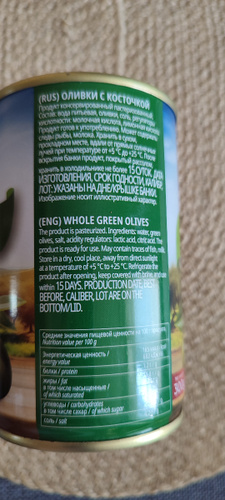 (RUS) ОЛИВКИ С КОСТОЧКОЙ
Продукт консервированный пастеризованный.
Состав: вода питьевая, оливки, соль, регуляторы
кислотности: молочная кислота, лимонная кислота.
Продукт готов к употреблению. Может содержать
следы рыбы, молока. Хранить в сухом,
прохладном месте, вдали от прямых солнечных
лучей при температуре от +5 °C до +25 °C. После
вскрытия банки продукт, покрытый рассолом,
хранить в холодильнике не более 15 СУТОК. ДАТА
ИЗГОТОВЛЕНИЯ, СРОК ГОДНОСТИ, КАЛИБР,
ЛОТ: УКАЗАНЫ НА ДНЕ/КРЫШКЕ БАНКИ.
Изображение носит иллюстративный характер.
(ENG) WHOLE GREEN OLIVES
The product is pasteurized. Ingredients: water, green
olives, salt, acidity regulators: lactic acid, citric acid. The
product is ready for use. May contain traces of fish, milk.
Store in a dry, cool place, away from direct sunlight
at a temperature of +5 °C to +25 °C. Refrigerate the
product after opening, keep covered with brine, and use
within 15 DAYS. PRODUCTION DATE, BEST
BEFORE, CALIBER, LOT ARE ON THE
BOTTOM/LID.
Средние значения пищевой ценности на 100
Nutrition value per 100 g
Энергетическая ценность /
energy value
белки / protein
жиры / fat
в том числе насыщенные /
of which saturated
углеводы / carbohydrates
в том числе сахар / of which sugar
соль / salt
300